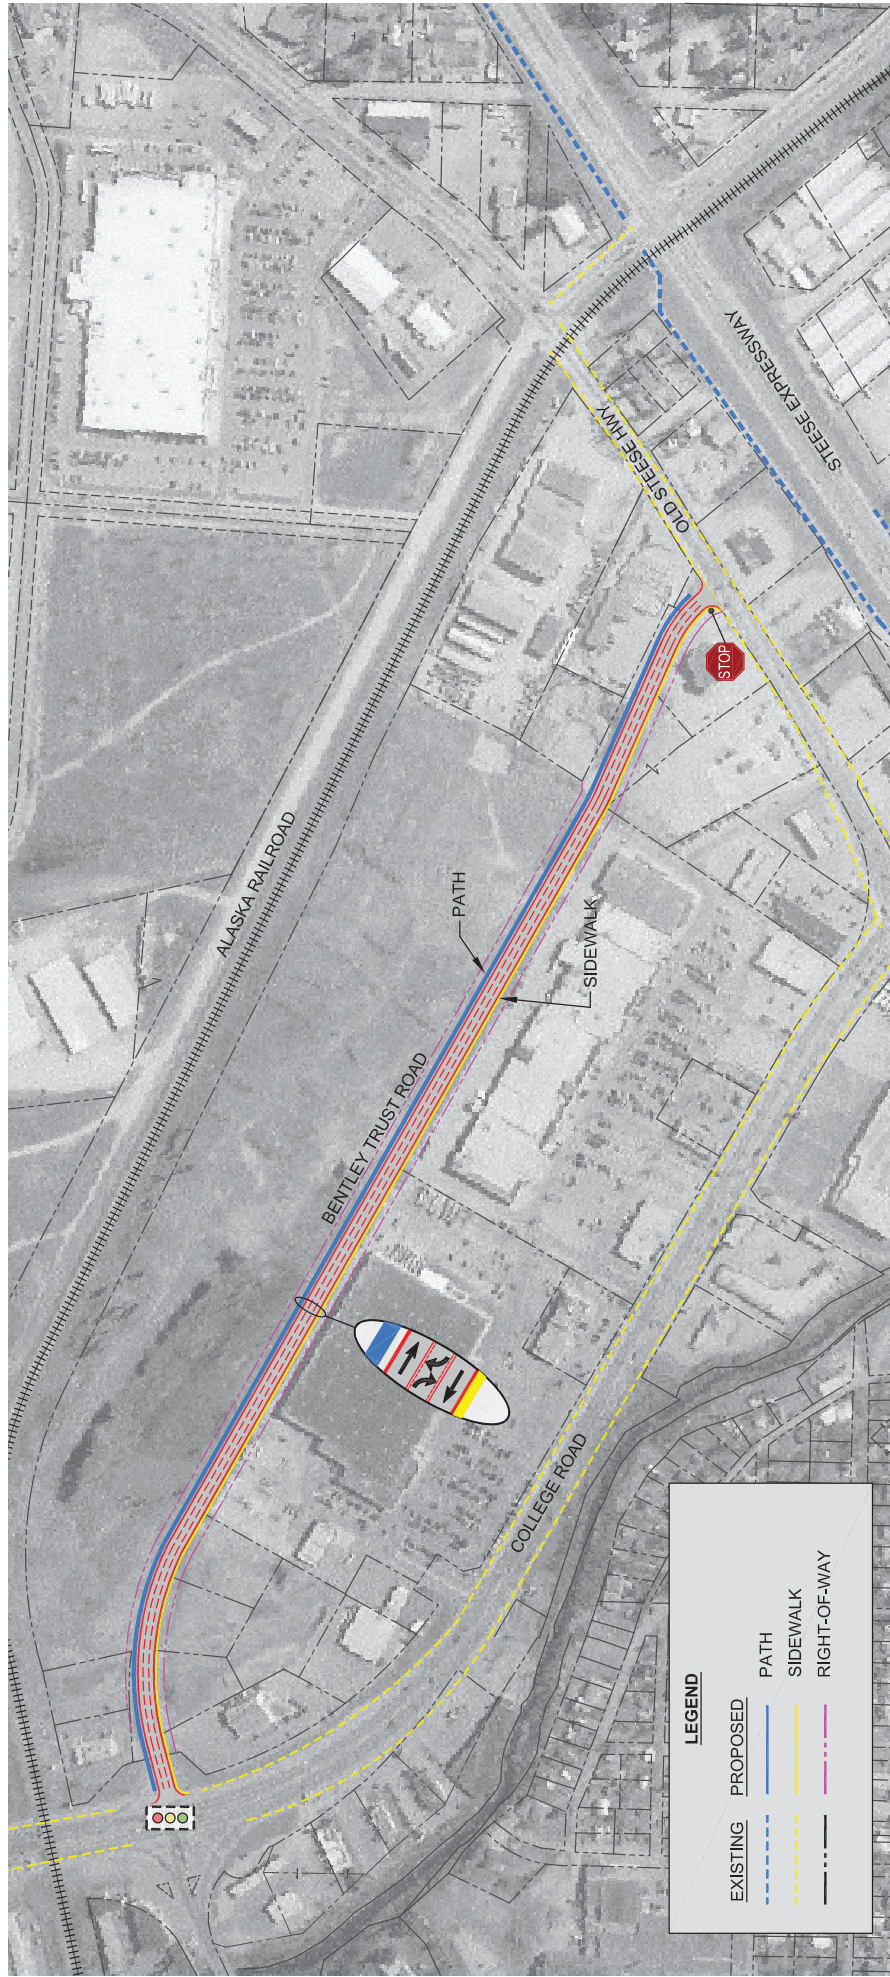 STEESE EXPRESSWAY
OLD STEESE HWY
STOP
ALASKA RAILROAD
PATH
SIDEWALK
BENTLEY TRUST ROAD
COLLEGE ROAD
LEGEND
EXISTING PROPOSED
PATH
SIDEWALK
RIGHT-OF-WAY